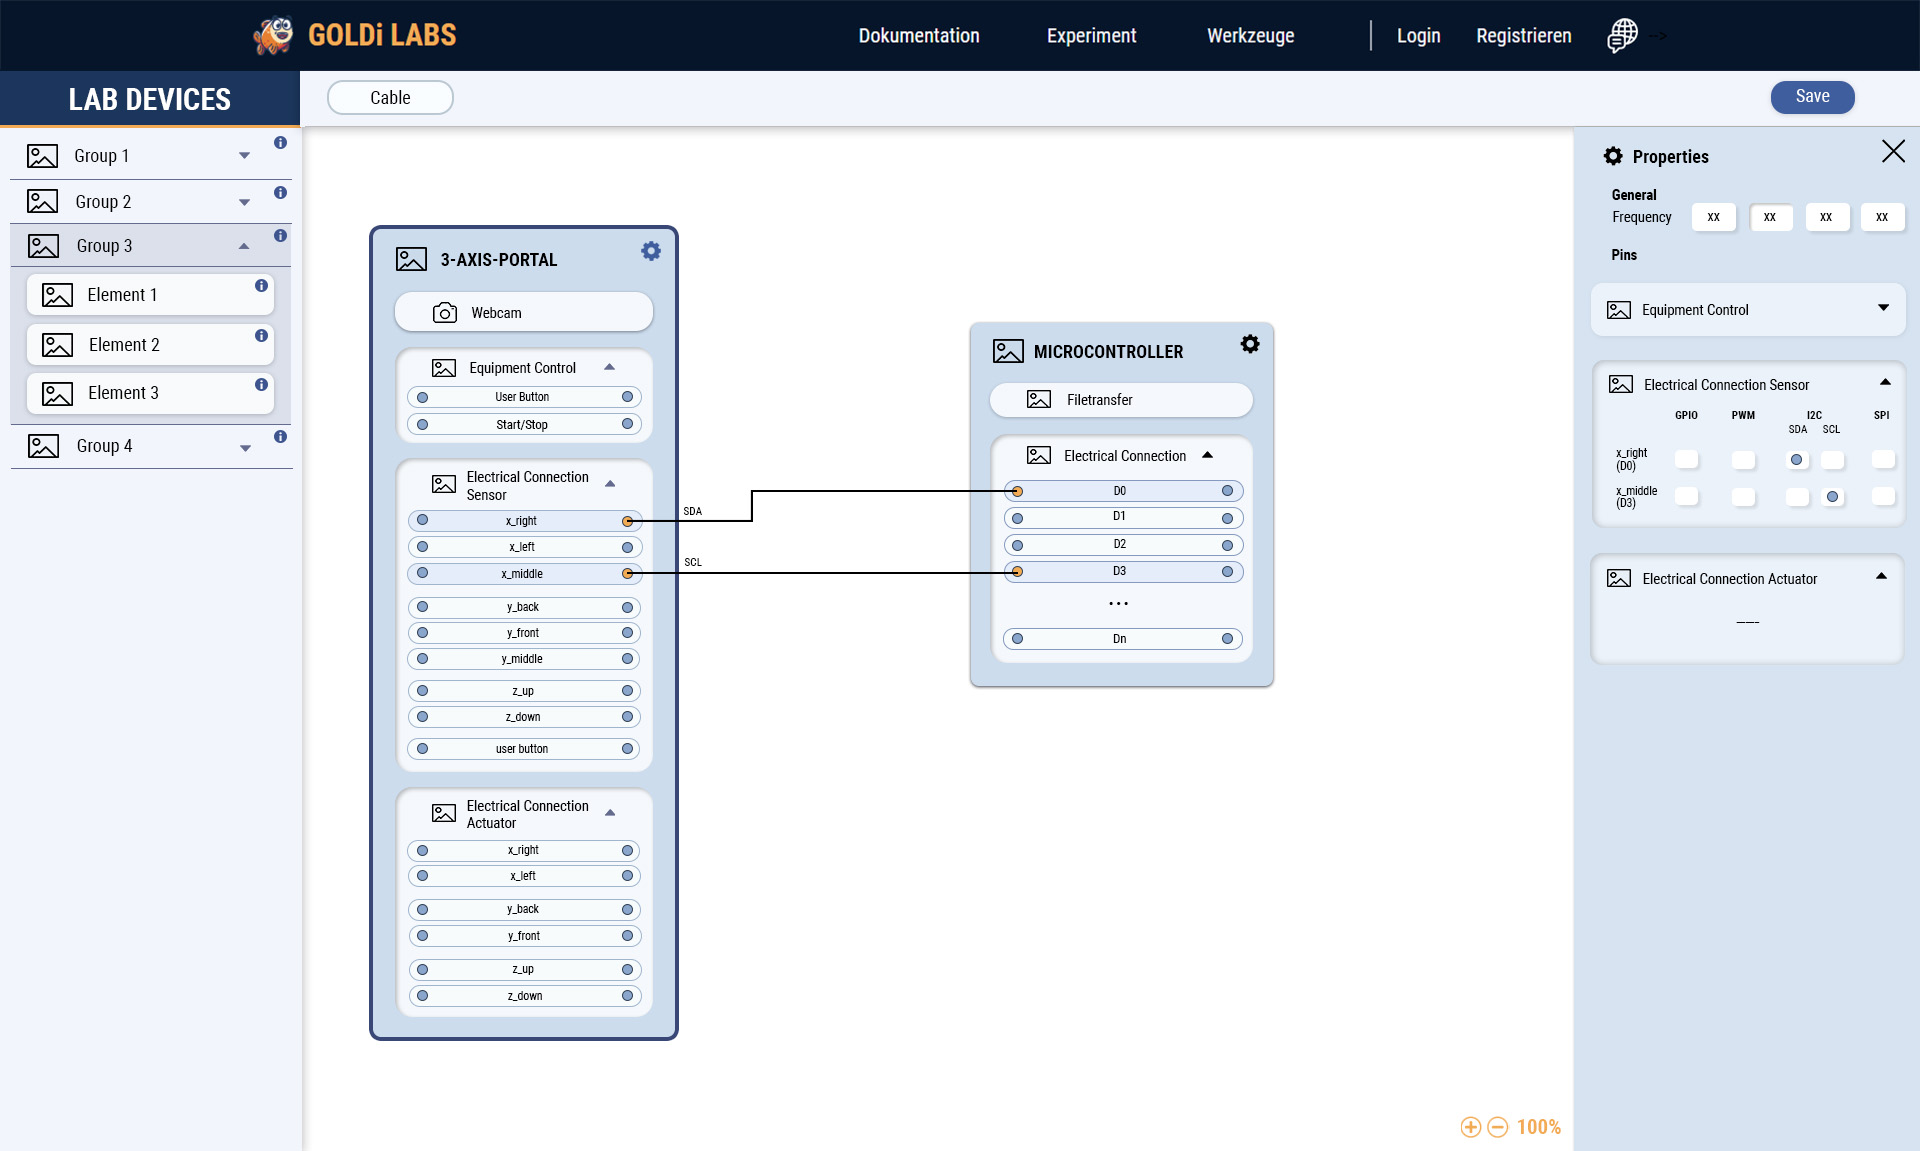 GOLDi LABS
Dokumentation
Experiment
Werkzeuge
Login
Registrieren
-->
LAB DEVICES
Cable
Save
Group 1
Group 2
Group 3
Element 1
Element 2
Element 3
Group 4
3-AXIS-PORTAL
Webcam
Equipment Control
User Button
Start/Stop
Electrical Connection
Sensor
x_right
x_left
x_middle
y_back
y_front
y_middle
z_up
z_down
user button
Electrical Connection
Actuator
x_right
x_left
y_back
y_front
z_up
z_down
SDA
SCL
MICROCONTROLLER
Filetransfer
Electrical Connection
D0
D1
D2
D3
...
Dn
Properties
General
Frequency xx xx xx xx
Pins
Equipment Control
Electrical Connection Sensor
GPIO PWM I2C SPI
SDA SCL
x_right
(D0)
x_middle
(D3)
Electrical Connection Actuator
100%